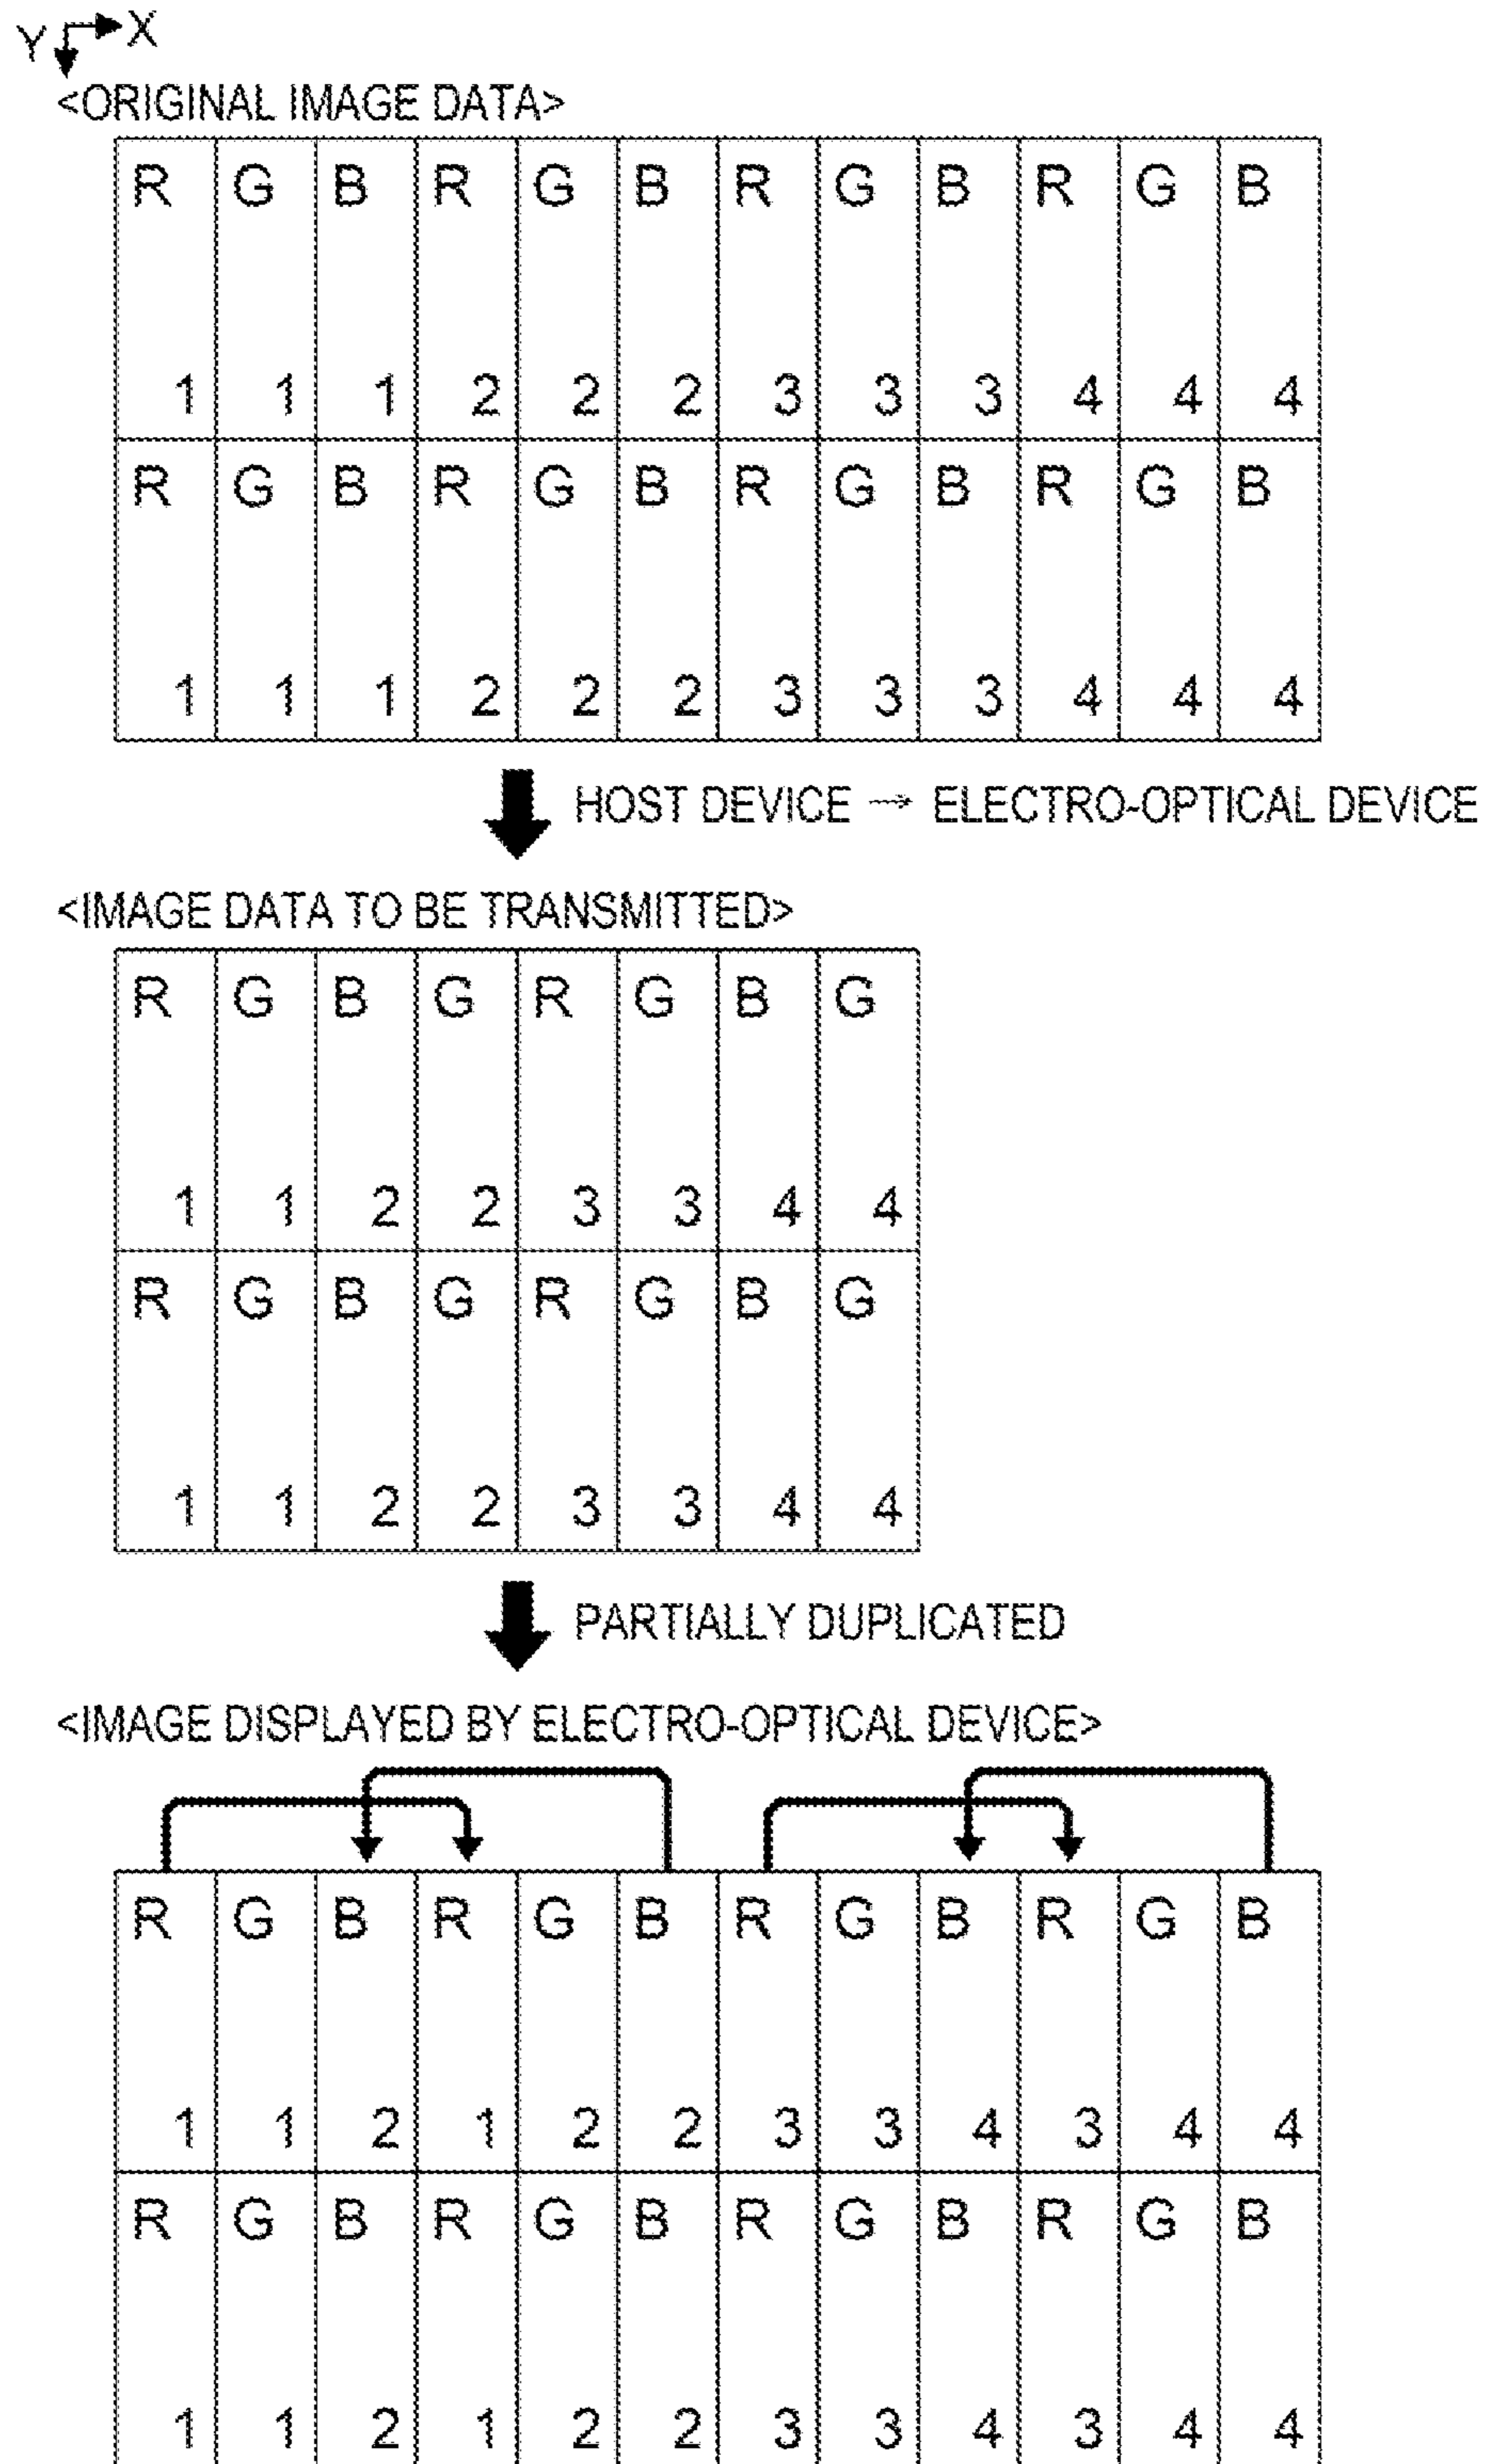 Y X
<ORIGINAL IMAGE DATA>
R G B R G B R G B R G B
1 1 1 2 2 2 3 3 3 4 4 4
R G B R G B R G B R G B
1 1 1 2 2 2 3 3 3 4 4 4
HOST DEVICE → ELECTRO-OPTICAL DEVICE
<IMAGE DATA TO BE TRANSMITTED>
R G B G R G B G
1 1 2 2 3 3 4 4
R G B G R G B G
1 1 2 2 3 3 4 4
PARTIALLY DUPLICATED
<IMAGE DISPLAYED BY ELECTRO-OPTICAL DEVICE>
R G B R G B R G B R G B
1 1 2 1 2 2 3 3 4 3 4 4
R G B R G B R G B R G B
1 1 2 1 2 2 3 3 4 3 4 4